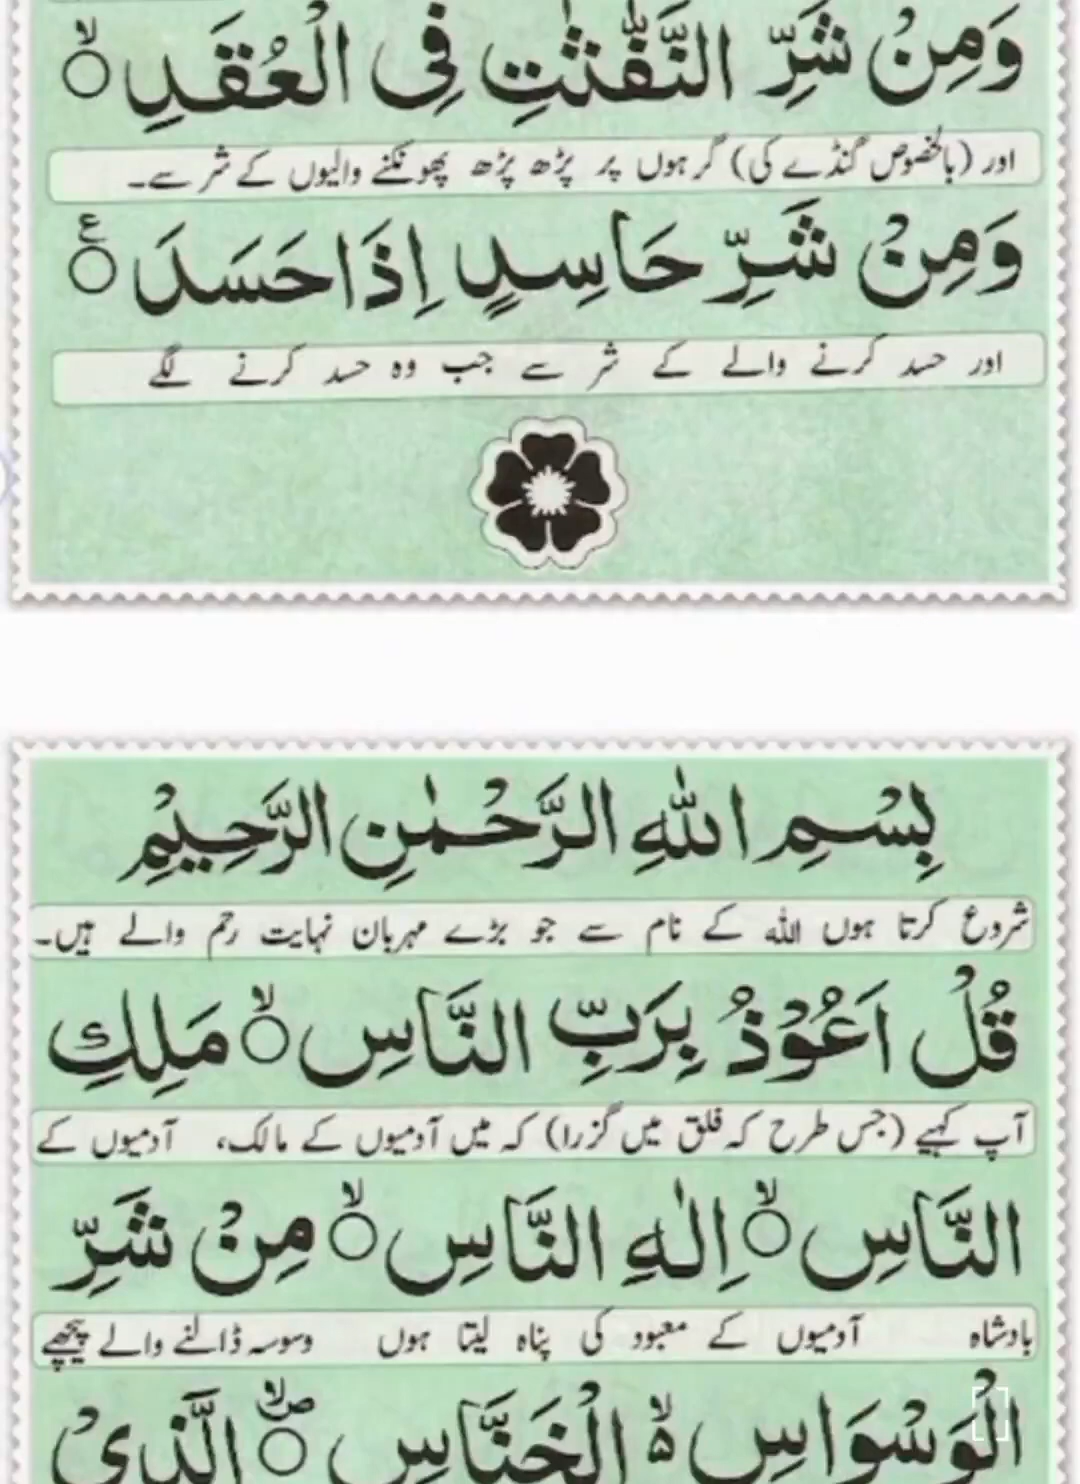 وَمِنْ شَرِّ النَّفّٰثٰتِ فِی الْعُقَدِ ۙ
اور (بالخصوص گنڈے کی) گرہوں پر پڑھ پڑھ پھونکنے والیوں کے شر سے۔
وَمِنْ شَرِّ حَاسِدٍ اِذَا حَسَدَ ۠
اور حسد کرنے والے کے شر سے جب وہ حسد کرنے لگے
بِسْمِ اللّٰهِ الرَّحْمٰنِ الرَّحِیْمِ
شروع کرتا ہوں اللہ کے نام سے جو بڑے مہربان نہایت رحم والے ہیں۔
قُلْ اَعُوْذُ بِرَبِّ النَّاسِ ۙ مَلِكِ
آپ کہیے (جس طرح کہ فلق میں گزرا) کہ میں آدمیوں کے مالک، آدمیوں کے
النَّاسِ ۙ اِلٰهِ النَّاسِ ۙ مِنْ شَرِّ
بادشاہ آدمیوں کے معبود کی پناہ لیتا ہوں وسوسہ ڈالنے والے پیچھے
الْوَسْوَاسِ ۙ۬ الْخَنَّاسِ ۪ۙ الَّذِیْ